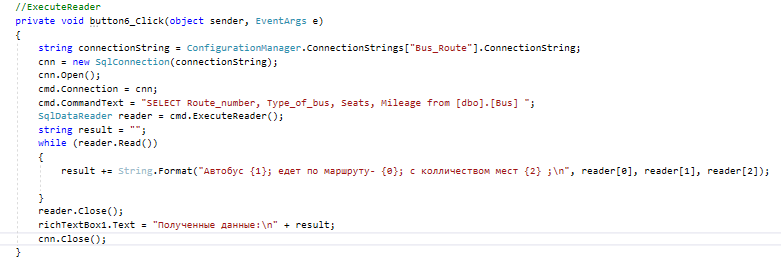 //ExecuteReader
private void button6_Click(object sender, EventArgs e)
{
string connectionString = ConfigurationManager.ConnectionStrings["Bus_Route"].ConnectionString;
cnn = new SqlConnection(connectionString);
cnn.Open();
cmd.Connection = cnn;
cmd.CommandText = "SELECT Route_number, Type_of_bus, Seats, Mileage from [dbo].[Bus] ";
SqlDataReader reader = cmd.ExecuteReader();
string result = "";
while (reader.Read())
{
result += String.Format("Автобус {1}; едет по маршруту- {0}; с колличеством мест {2} ;\n", reader[0], reader[1], reader[2]);
}
reader.Close();
richTextBox1.Text = "Полученные данные:\n" + result;
cnn.Close();
}